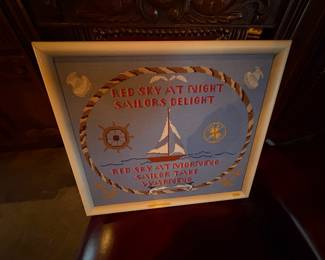 RED SKY AT NIGHT
SAILORS DELIGHT
RED SKY AT MORNING
SAILOR TAKE
WARNING